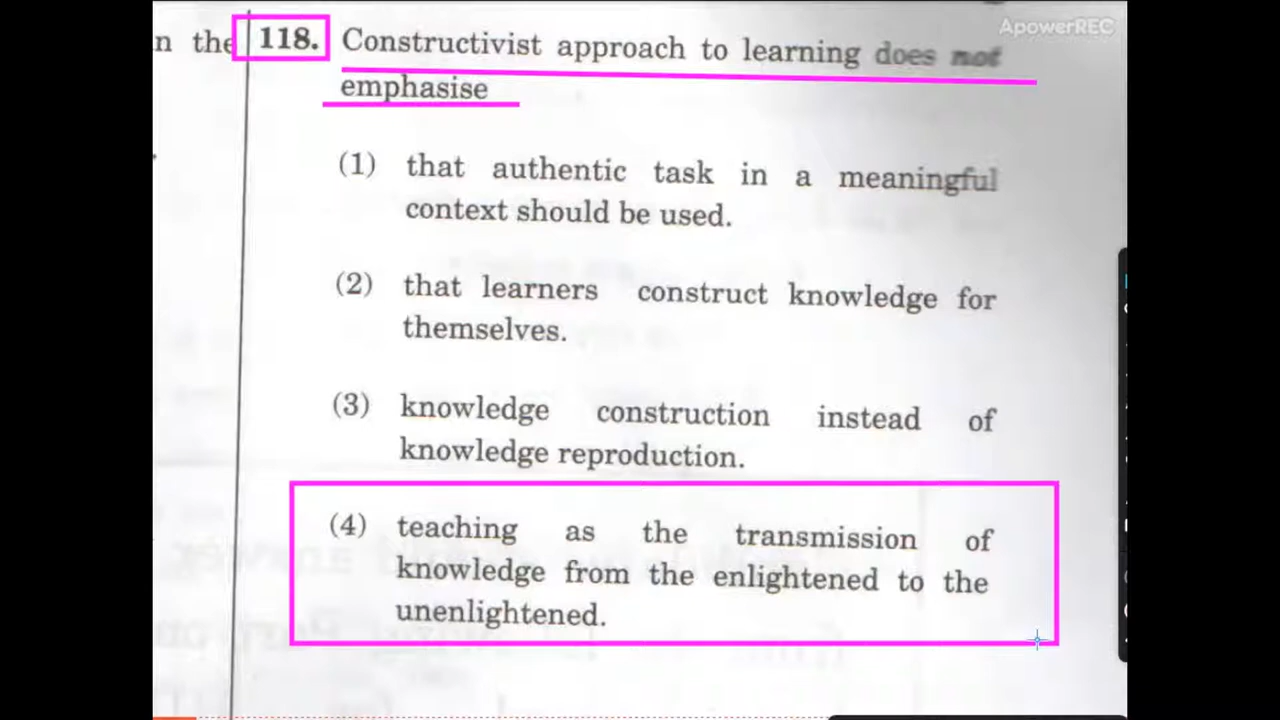 ApowerREC
n the
118. Constructivist approach to learning does not
emphasise
(1) that authentic task in a meaningful
context should be used.
(2) that learners construct knowledge for
themselves.
(3) knowledge construction instead of
knowledge reproduction.
(4) teaching as the transmission of
knowledge from the enlightened to the
unenlightened.